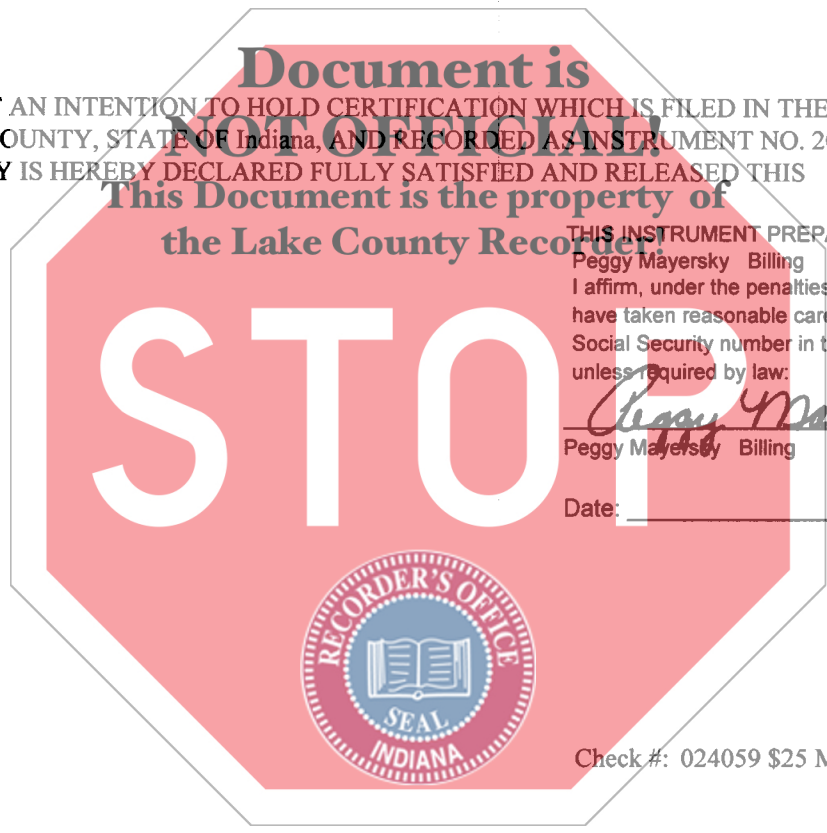 Document is
AN INTENTION TO HOLD CERTIFICATION WHICH IS FILED IN THE
NOT OFFICIAL!
OUNTY, STATE OF Indiana, AND RECORDED AS INSTRUMENT NO. 2
Y IS HEREBY DECLARED FULLY SATISFIED AND RELEASED THIS
This Document is the property of
the Lake County Recorder!
THIS INSTRUMENT PREPA
Peggy Mayersky Billing
I affirm, under the penalties
have taken reasonable care
Social Security number in t
unless required by law:
STOP
Peggy Ma
Peggy Mayersky Billing
Date:
RECORDER'S OFFICE
SEAL
INDIANA
Check #: 024059 $25 M